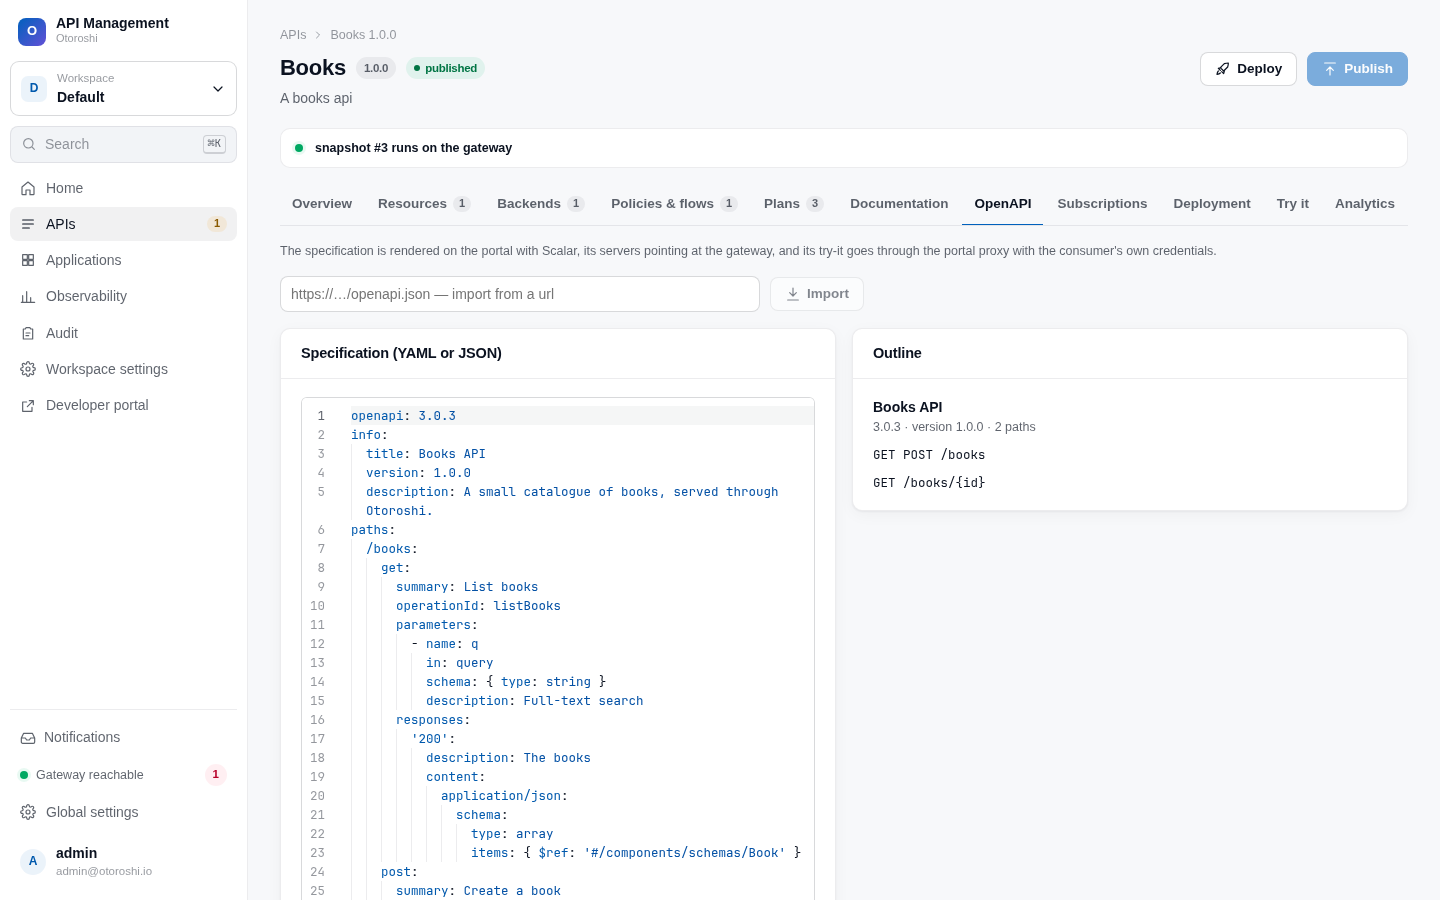 O
API Management
Otoroshi
D
Workspace
Default
Search
⌘K
Home
APIs
1
Applications
Observability
Audit
Workspace settings
Developer portal
Notifications
Gateway reachable
1
Global settings
A
admin
admin@otoroshi.io
APIs > Books 1.0.0
Books 1.0.0 published
A books api
Deploy
Publish
snapshot #3 runs on the gateway
Overview Resources 1 Backends 1 Policies & flows 1 Plans 3 Documentation OpenAPI Subscriptions Deployment Try it Analytics
The specification is rendered on the portal with Scalar, its servers pointing at the gateway, and its try-it goes through the portal proxy with the consumer's own credentials.
https://…/openapi.json — import from a url
Import
Specification (YAML or JSON)
1 openapi: 3.0.3
2 info:
3 title: Books API
4 version: 1.0.0
5 description: A small catalogue of books, served through
Otoroshi.
6 paths:
7 /books:
8 get:
9 summary: List books
10 operationId: listBooks
11 parameters:
12 - name: q
13 in: query
14 schema: { type: string }
15 description: Full-text search
16 responses:
17 '200':
18 description: The books
19 content:
20 application/json:
21 schema:
22 type: array
23 items: { $ref: '#/components/schemas/Book' }
24 post:
25 summary: Create a book
Outline
Books API
3.0.3 · version 1.0.0 · 2 paths
GET POST /books
GET /books/{id}